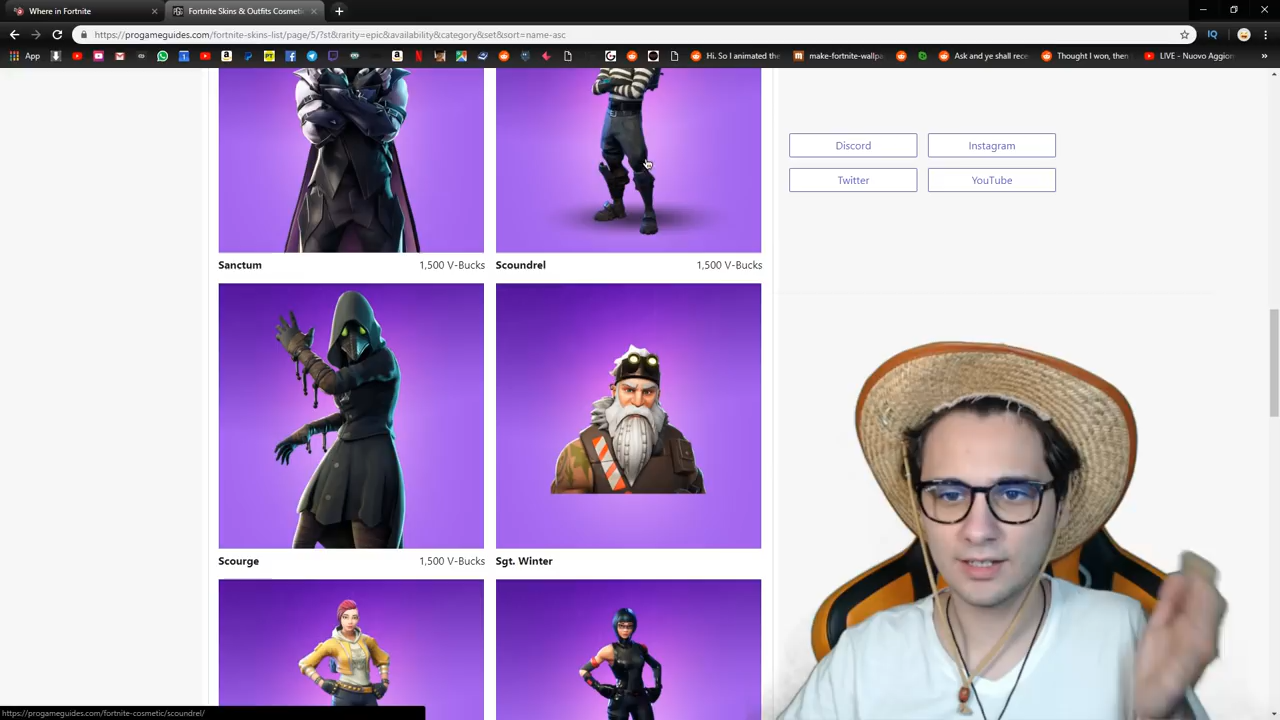 Where in Fortnite
Fortnite Skins & Outfits Cosmetic
https://progameguides.com/fortnite-skins-list/page/5/?st&rarity=epic&availability&category&set&sort=name-asc
App
Hi. So I animated the
make-fortnite-wallpa
Ask and ye shall rece
Thought I won, then
LIVE - Nuovo Aggion
Discord
Instagram
Twitter
YouTube
Sanctum
1,500 V-Bucks
Scoundrel
1,500 V-Bucks
Scourge
1,500 V-Bucks
Sgt. Winter
https://progameguides.com/fortnite-cosmetic/scoundrel/